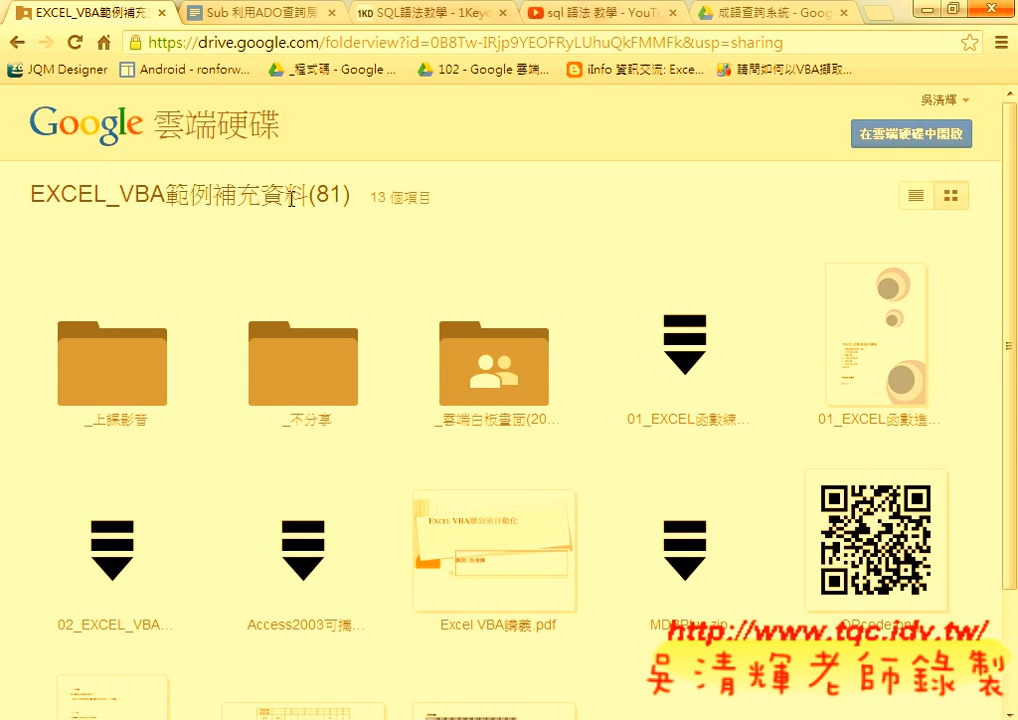 EXCEL_VBA範例補充
Sub 利用ADO查詢房
SQL語法教學 - 1Keyd
sql 語法 教學 - YouTu
成語查詢系統 - Goog
https://drive.google.com/folderview?id=0B8Tw-IRjp9YEOFRyLUhuQkFMMFk&usp=sharing
JQM Designer
Android - ronforw...
_程式碼 - Google ...
102 - Google 雲端...
iInfo 資訊交流: Exce...
請問如何以VBA擷取...
吳清輝
Google 雲端硬碟
在雲端硬碟中開啟
EXCEL_VBA範例補充資料(81)
13 個項目
_上課影音
_不分享
_雲端白板畫面(20...
01_EXCEL函數練...
01_EXCEL函數進...
EXCEL VBA辦公室自動化
02_EXCEL_VBA...
Access2003可攜...
Excel VBA講義.pdf
http://www.tqc.idv.tw/
吳清輝老師錄製